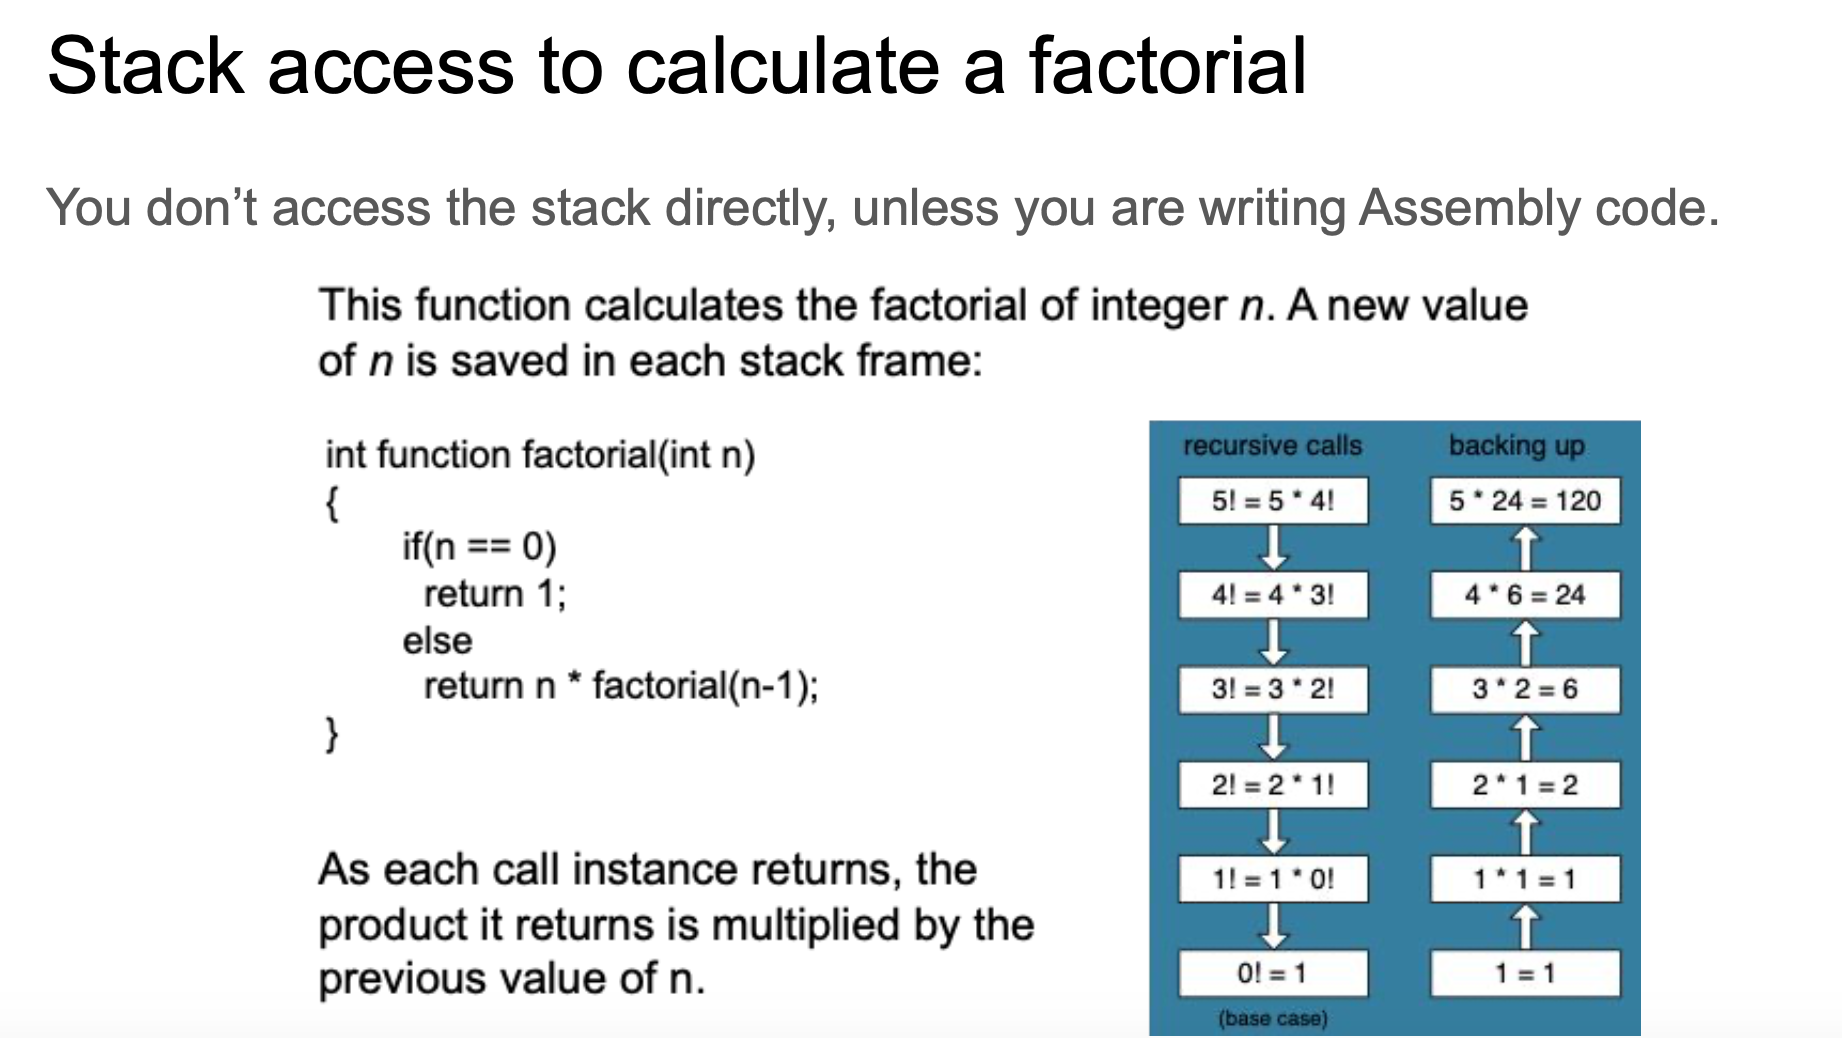 Stack access to calculate a factorial
You don’t access the stack directly, unless you are writing Assembly code.
This function calculates the factorial of integer n. A new value
of n is saved in each stack frame:
int function factorial(int n)
{
if(n == 0)
return 1;
else
return n * factorial(n-1);
}
As each call instance returns, the
product it returns is multiplied by the
previous value of n.
recursive calls
5! = 5 * 4!
4! = 4 * 3!
3! = 3 * 2!
2! = 2 * 1!
1! = 1 * 0!
0! = 1
(base case)
backing up
5 * 24 = 120
4 * 6 = 24
3 * 2 = 6
2 * 1 = 2
1 * 1 = 1
1 = 1